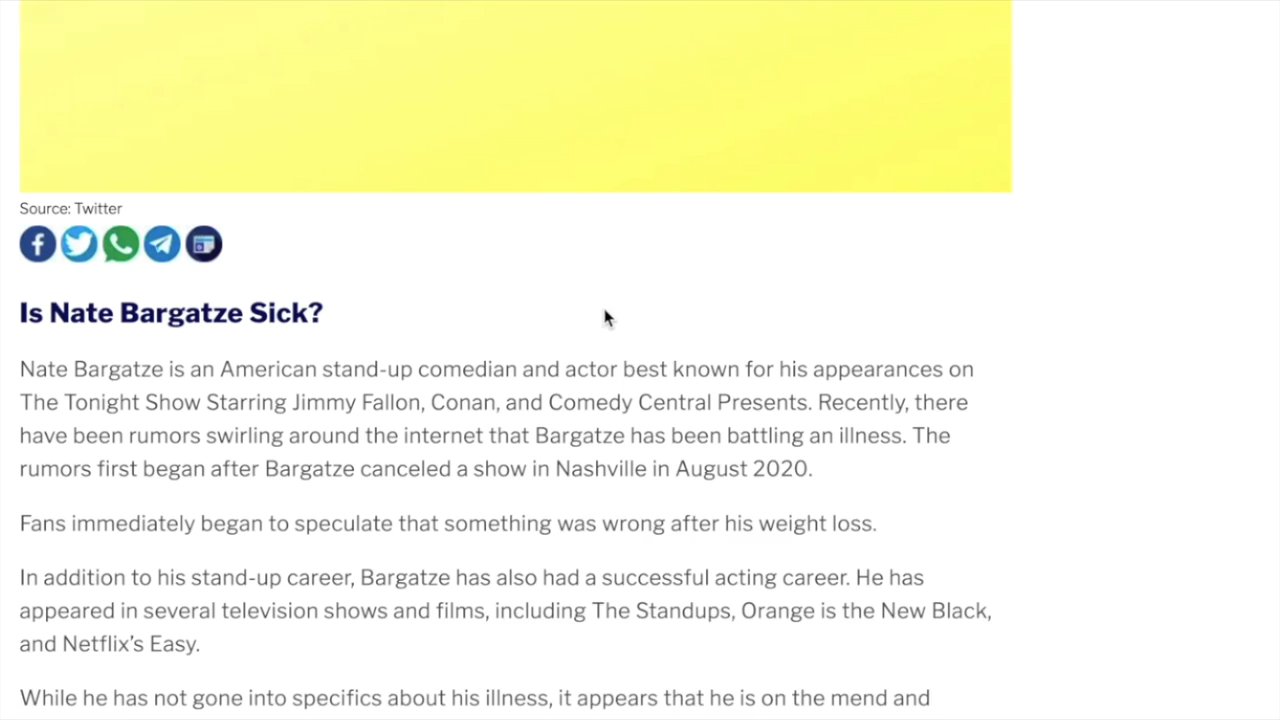 Source: Twitter
Is Nate Bargatze Sick?
Nate Bargatze is an American stand-up comedian and actor best known for his appearances on
The Tonight Show Starring Jimmy Fallon, Conan, and Comedy Central Presents. Recently, there
have been rumors swirling around the internet that Bargatze has been battling an illness. The
rumors first began after Bargatze canceled a show in Nashville in August 2020.
Fans immediately began to speculate that something was wrong after his weight loss.
In addition to his stand-up career, Bargatze has also had a successful acting career. He has
appeared in several television shows and films, including The Standups, Orange is the New Black,
and Netflix’s Easy.
While he has not gone into specifics about his illness, it appears that he is on the mend and